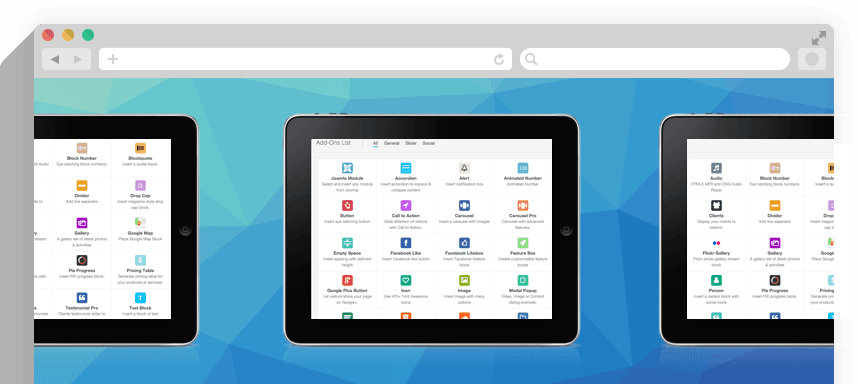 Block Number
Blockquote
Eye catching block numbers.
Insert a quote block.
Divider
Drop Cap
Add line separator
Insert magazine style drop
cap block.
Gallery
Google Map
A gallery set of latest photos
& activities
Place Google Map Block
Pie Progress
Pricing Table
Insert PIE progress block.
Generate pricing table for
your products or services.
Testimonial Pro
Text Block
Clients testimonial slider to
Insert a block of text
Add-Ons List
All
General
Slider
Social
Joomla Module
Accordion
Alert
Animated Number
Select and insert any module
from Joomla
Insert accordion to expand &
collapse content
Insert notification box
Animated Number
Button
Call to Action
Carousel
Carousel Pro
Insert eye catching button
Grab attention of visitors
with Call to Action.
Insert a carousel with images
Insert carousel with advanced
features.
Empty Space
Facebook Like
Facebook Likebox
Feature Box
Insert spacing with defined
height.
Insert Facebook like button
Insert Facebook feature
block
Create customisable feature
boxes
Google Plus Button
Icon
Image
Modal Popup
Let visitors share your page
on Google+.
Use 479+ Font Awesome
icons
Insert image with many
options
Video, Image or Content
dialog prompts.
Audio
Block Number
HTML5 MP3 and OGG Audio
Player
Eye catching block numbers.
Clients
Divider
Display your clients to
visitors.
Add line separator
Flickr Gallery
Gallery
Flickr photo gallery stream
block
A gallery set of latest photos
& activities
Person
Pie Progress
Insert a person block with
social icons
Insert PIE progress block.